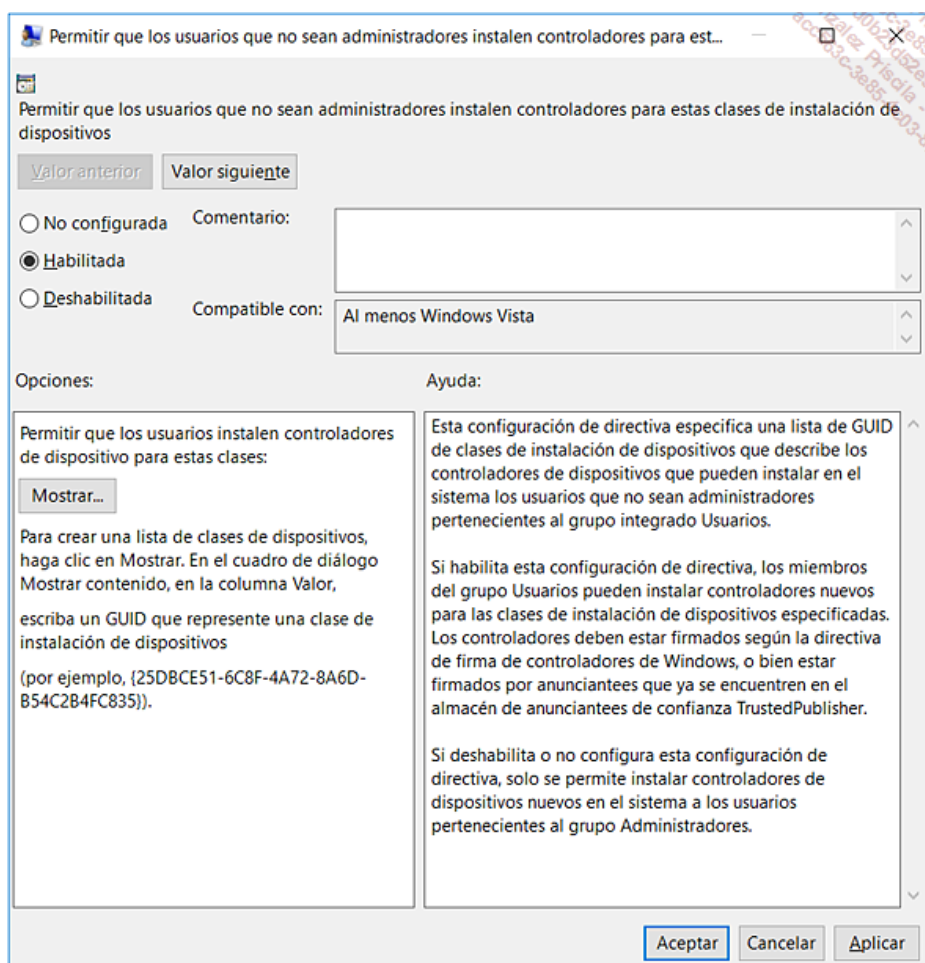 Permitir que los usuarios que no sean administradores instalen controladores para est...
Permitir que los usuarios que no sean administradores instalen controladores para estas clases de instalación de
dispositivos
Valor anterior
Valor siguiente
No configurada
Comentario:
Habilitada
Deshabilitada
Compatible con:
Al menos Windows Vista
Opciones:
Ayuda:
Permitir que los usuarios instalen controladores
de dispositivo para estas clases:
Mostrar...
Para crear una lista de clases de dispositivos,
haga clic en Mostrar. En el cuadro de diálogo
Mostrar contenido, en la columna Valor,
escriba un GUID que represente una clase de
instalación de dispositivos
(por ejemplo, {25DBCE51-6C8F-4A72-8A6D-
B54C2B4FC835}).
Esta configuración de directiva especifica una lista de GUID
de clases de instalación de dispositivos que describe los
controladores de dispositivos que pueden instalar en el
sistema los usuarios que no sean administradores
pertenecientes al grupo integrado Usuarios.
Si habilita esta configuración de directiva, los miembros
del grupo Usuarios pueden instalar controladores nuevos
para las clases de instalación de dispositivos especificadas.
Los controladores deben estar firmados según la directiva
de firma de controladores de Windows, o bien estar
firmados por anunciantees que ya se encuentren en el
almacén de anunciantees de confianza TrustedPublisher.
Si deshabilita o no configura esta configuración de
directiva, solo se permite instalar controladores de
dispositivos nuevos en el sistema a los usuarios
pertenecientes al grupo Administradores.
Aceptar
Cancelar
Aplicar